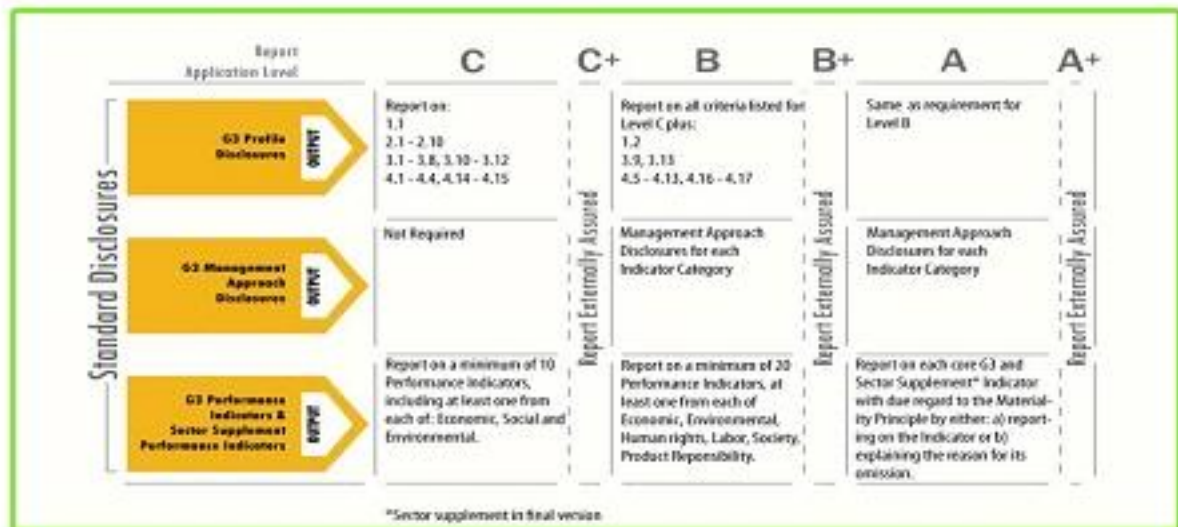 Report
Application Level
C
C+
B
B+
A
A+
Standard Disclosures
G3 Profile
Disclosures
OUTPUT
Report on:
1.1
2.1 - 2.10
3.1 - 3.8, 3.10 - 3.12
4.1 - 4.4, 4.14 - 4.15
Report on all criteria listed for
Level C plus:
1.2
3.9, 3.13
4.5 - 4.13, 4.16 - 4.17
Same as requirement for
Level B
G3 Management
Approach
Disclosures
OUTPUT
Not Required
Management Approach
Disclosures for each
Indicator Category
Management Approach
Disclosures for each
Indicator Category
G3 Performance
Indicators &
Sector Supplement
Performance Indicators
OUTPUT
Report on a minimum of 10
Performance Indicators,
including at least one from
each of: Economic, Social and
Environmental.
Report on a minimum of 20
Performance Indicators, at
least one from each of
Economic, Environmental,
Human rights, Labor, Society,
Product Reponsibility.
Report on each core G3 and
Sector Supplement* Indicator
with due regard to the Material-
ity Principle by either: a) report-
ing on the Indicator or b)
explaining the reason for its
omission.
Report Externally Assured
Report Externally Assured
Report Externally Assured
*Sector supplement in final version